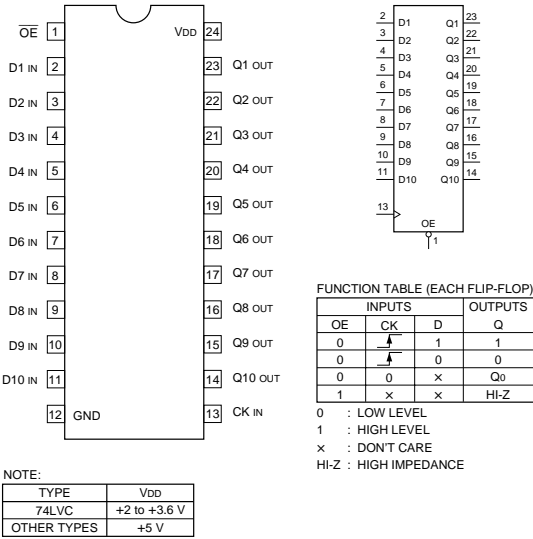 OE 1 VDD 24
D1 IN 2 23 Q1 OUT
D2 IN 3 22 Q2 OUT
D3 IN 4 21 Q3 OUT
D4 IN 5 20 Q4 OUT
D5 IN 6 19 Q5 OUT
D6 IN 7 18 Q6 OUT
D7 IN 8 17 Q7 OUT
D8 IN 9 16 Q8 OUT
D9 IN 10 15 Q9 OUT
D10 IN 11 14 Q10 OUT
12 GND 13 CK IN
2 D1 Q1 23
3 D2 Q2 22
4 D3 Q3 21
5 D4 Q4 20
6 D5 Q5 19
7 D6 Q6 18
8 D7 Q7 17
9 D8 Q8 16
10 D9 Q9 15
11 D10 Q10 14
13
OE
1
FUNCTION TABLE (EACH FLIP-FLOP)
INPUTS OUTPUTS
OE CK D Q
0 1 1
0 0 0
0 0 × Q0
1 × × HI-Z
0 : LOW LEVEL
1 : HIGH LEVEL
× : DON'T CARE
HI-Z : HIGH IMPEDANCE
NOTE:
TYPE VDD
74LVC +2 to +3.6 V
OTHER TYPES +5 V